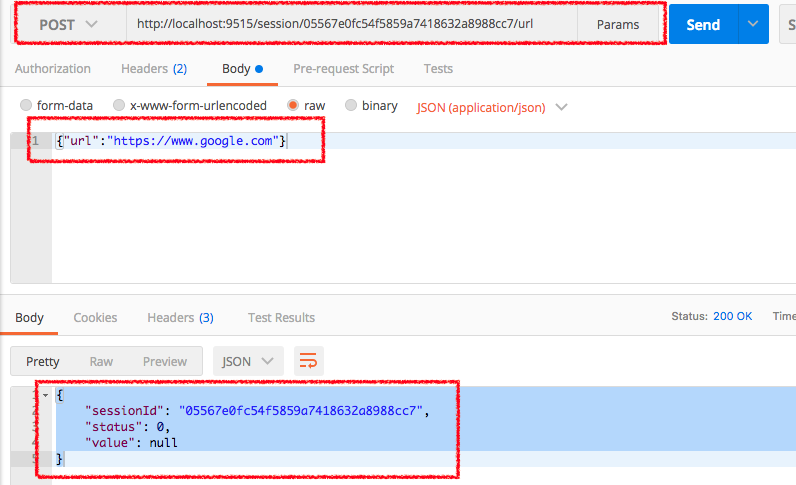 POST http://localhost:9515/session/05567e0fc54f5859a7418632a8988cc7/url Params Send S
Authorization Headers (2) Body Pre-request Script Tests
form-data x-www-form-urlencoded raw binary JSON (application/json)
1 {"url":"https://www.google.com"}
Body Cookies Headers (3) Test Results Status: 200 OK Time
Pretty Raw Preview JSON
1 {
2 "sessionId": "05567e0fc54f5859a7418632a8988cc7",
3 "status": 0,
4 "value": null
5 }